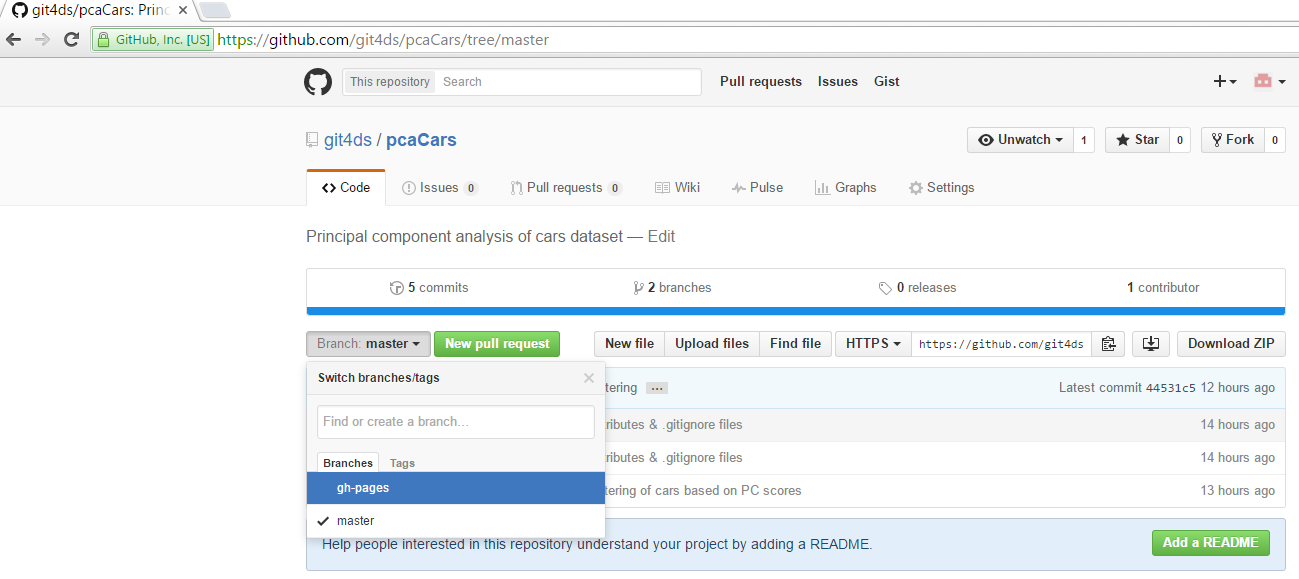 git4ds/pcaCars: Princ
GitHub, Inc. [US] https://github.com/git4ds/pcaCars/tree/master
This repository Search Pull requests Issues Gist
git4ds / pcaCars Unwatch 1 Star 0 Fork 0
Code Issues 0 Pull requests 0 Wiki Pulse Graphs Settings
Principal component analysis of cars dataset — Edit
5 commits 2 branches 0 releases 1 contributor
Branch: master New pull request New file Upload files Find file HTTPS https://github.com/git4ds Download ZIP
Switch branches/tags
tering … Latest commit 44531c5 12 hours ago
Find or create a branch…
tributes & .gitignore files 14 hours ago
Branches Tags
tributes & .gitignore files 14 hours ago
gh-pages
tering of cars based on PC scores 13 hours ago
master
Help people interested in this repository understand your project by adding a README. Add a README